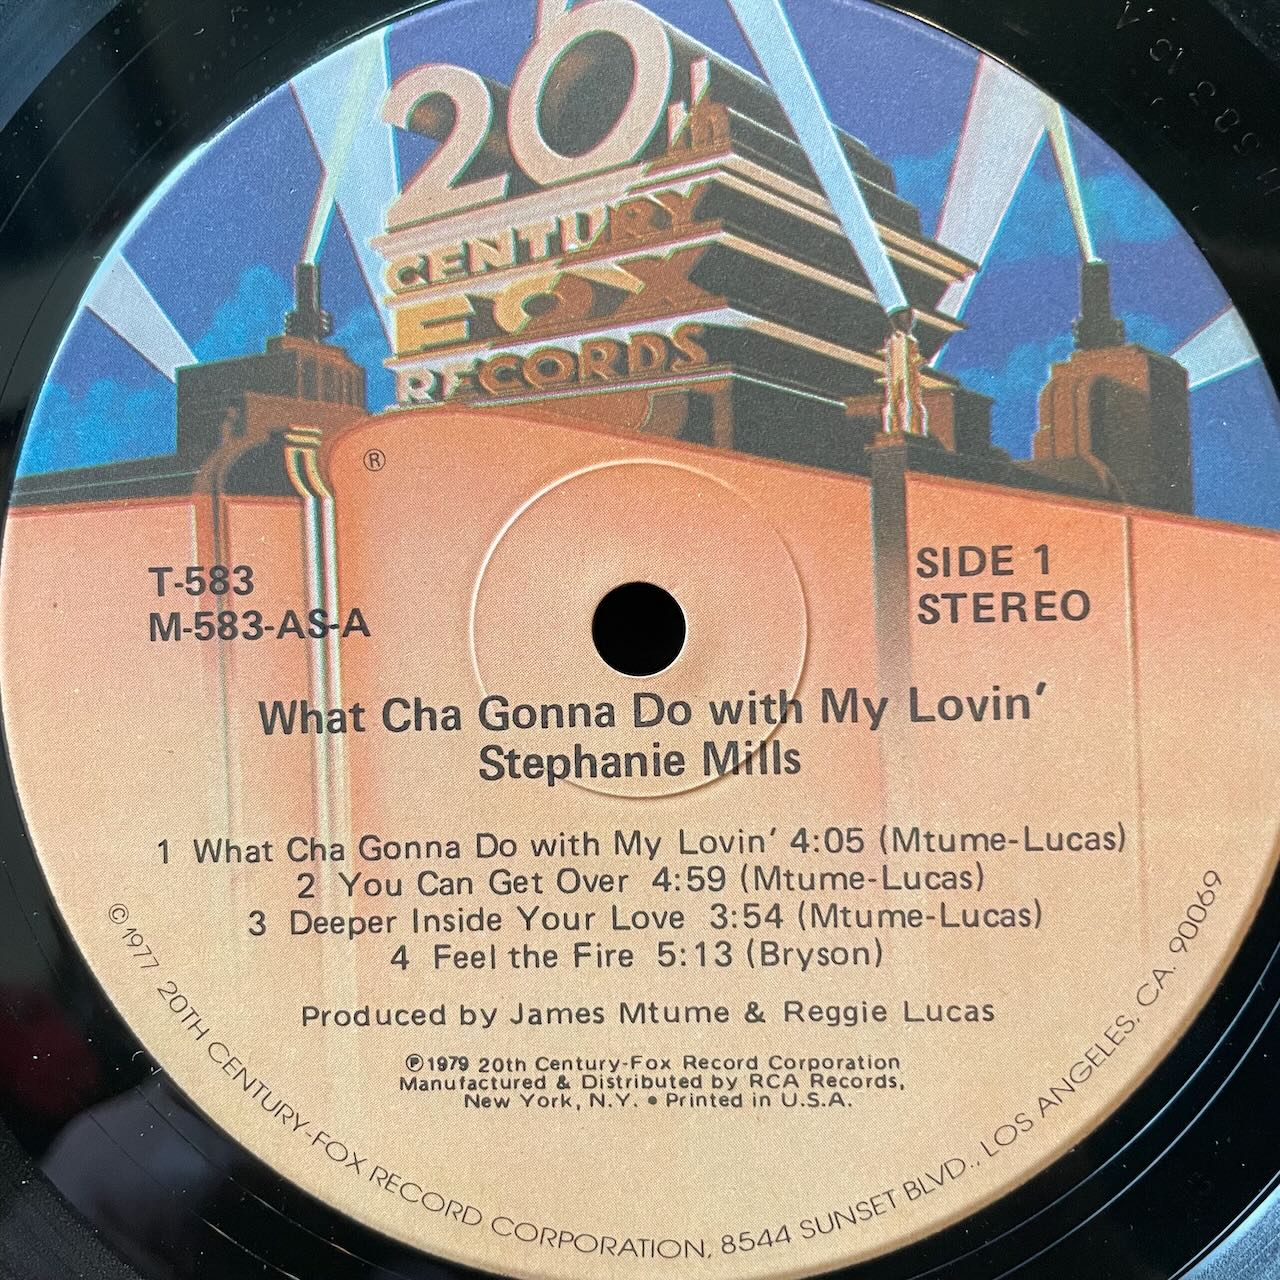 20th
CENTURY
FOX
RECORDS
®
T-583
M-583-AS-A
SIDE 1
STEREO
What Cha Gonna Do with My Lovin'
Stephanie Mills
1 What Cha Gonna Do with My Lovin' 4:05 (Mtume-Lucas)
2 You Can Get Over 4:59 (Mtume-Lucas)
3 Deeper Inside Your Love 3:54 (Mtume-Lucas)
4 Feel the Fire 5:13 (Bryson)
Produced by James Mtume & Reggie Lucas
℗1979 20th Century-Fox Record Corporation
Manufactured & Distributed by RCA Records,
New York, N.Y. • Printed in U.S.A.
©1977 20TH CENTURY-FOX RECORD CORPORATION, 8544 SUNSET BLVD., LOS ANGELES, CA. 90069